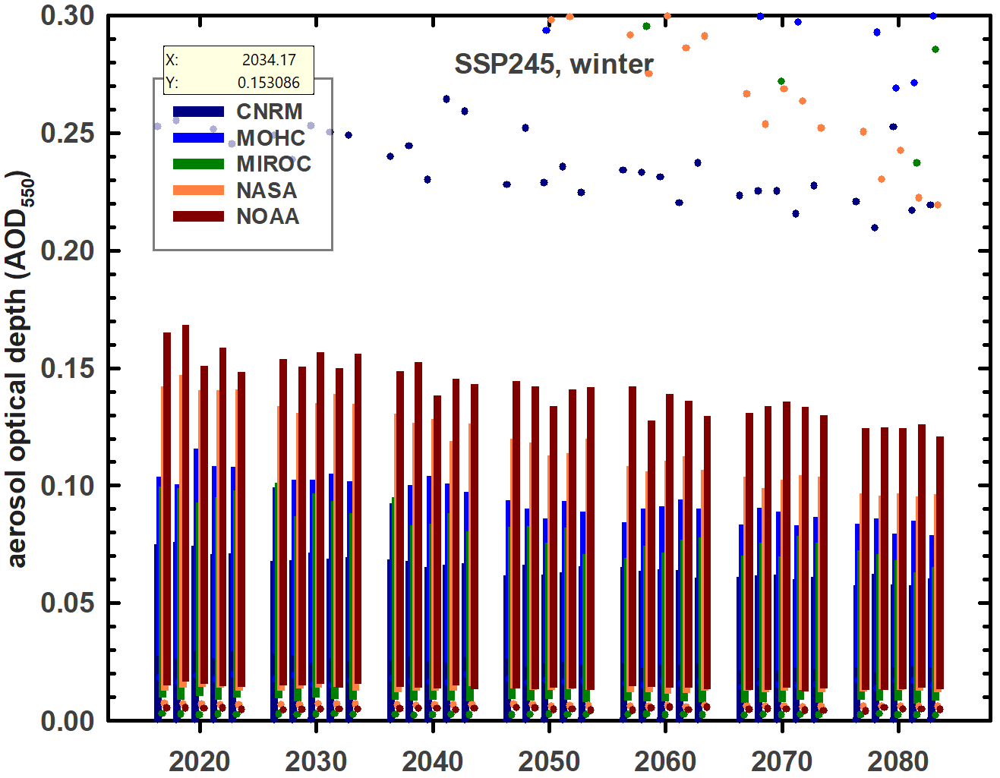 0.30
0.25
0.20
0.15
0.10
0.05
0.00
aerosol optical depth (AOD550)
X: 2034.17
Y: 0.153086
SSP245, winter
CNRM
MOHC
MIROC
NASA
NOAA
2020 2030 2040 2050 2060 2070 2080